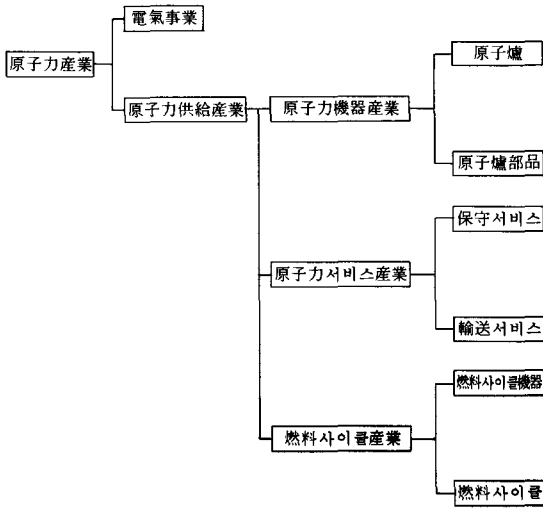 電氣事業
原子力産業
原子力供給産業
原子力機器産業
原子爐
原子爐部品
原子力서비스産業
保守서비스
輸送서비스
燃料사이클産業
燃料사이클機器
燃料사이클